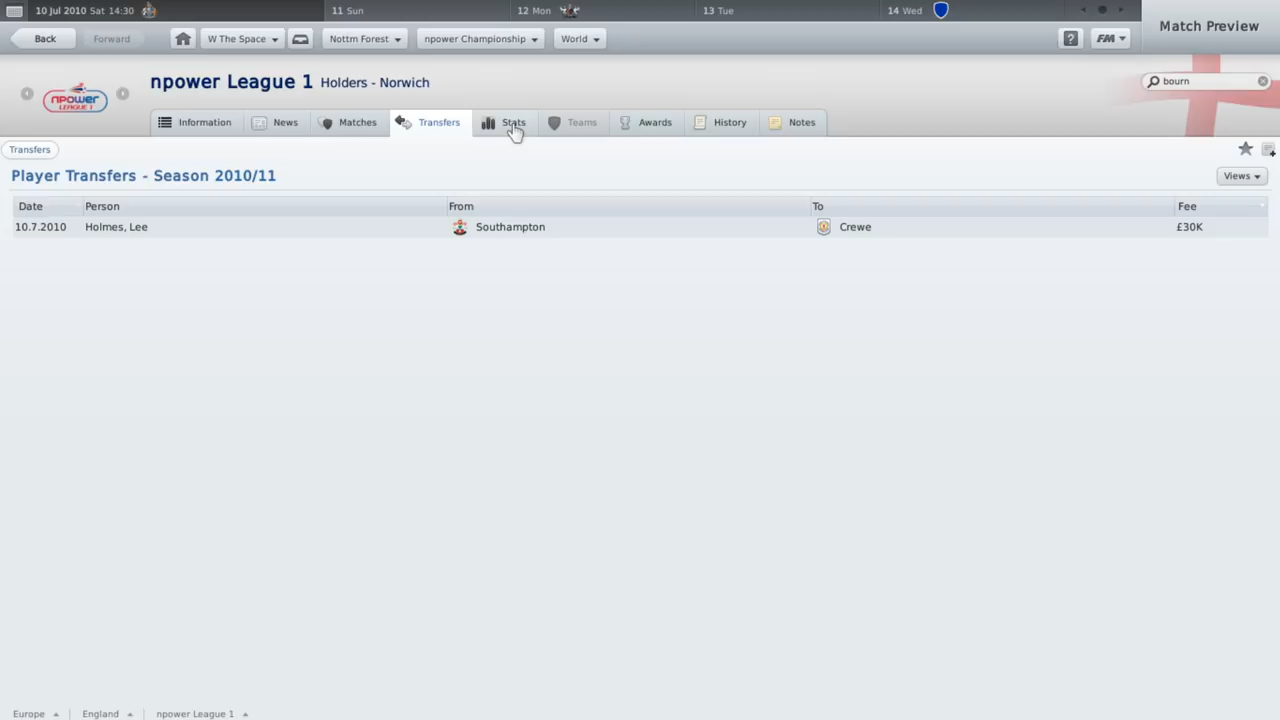 10 Jul 2010 Sat 14:30 11 Sun 12 Mon 13 Tue 14 Wed
Match Preview
Back Forward W The Space Nottm Forest npower Championship World ? FM
npower League 1 Holders - Norwich bourn
NPOWER
LEAGUE 1
Information News Matches Transfers Stats Teams Awards History Notes
Transfers
Player Transfers - Season 2010/11 Views
Date Person From To Fee
10.7.2010 Holmes, Lee Southampton Crewe £30K
Europe England npower League 1